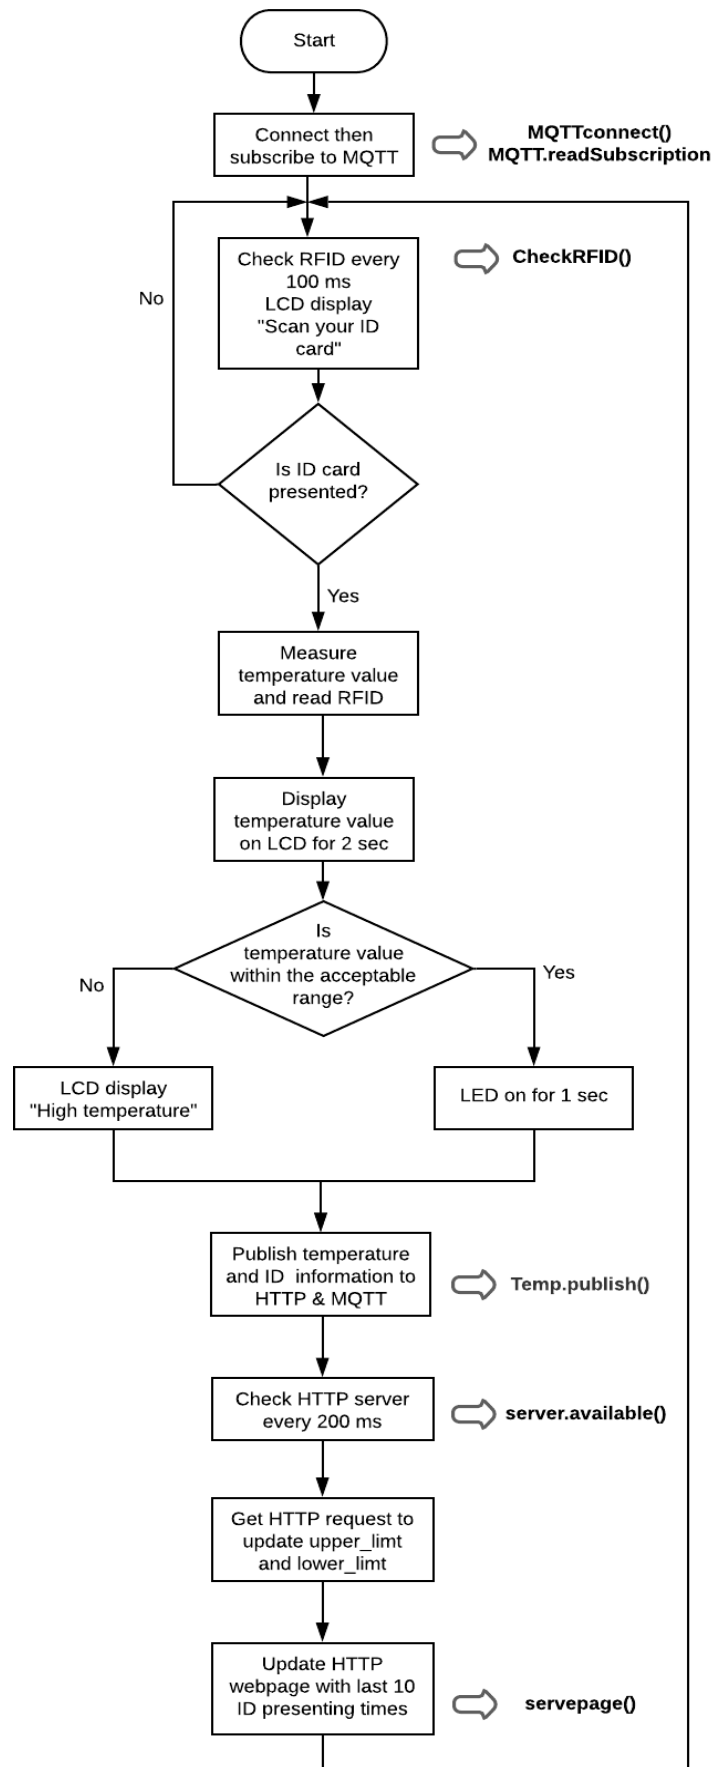 Start
Connect then
subscribe to MQTT
MQTTconnect()
MQTT.readSubscription
Check RFID every
100 ms
LCD display
"Scan your ID
card"
CheckRFID()
No
Is ID card
presented?
Yes
Measure
temperature value
and read RFID
Display
temperature value
on LCD for 2 sec
Is
temperature value
within the acceptable
range?
No
Yes
LCD display
"High temperature"
LED on for 1 sec
Publish temperature
and ID information to
HTTP & MQTT
Temp.publish()
Check HTTP server
every 200 ms
server.available()
Get HTTP request to
update upper_limt
and lower_limt
Update HTTP
webpage with last 10
ID presenting times
servepage()